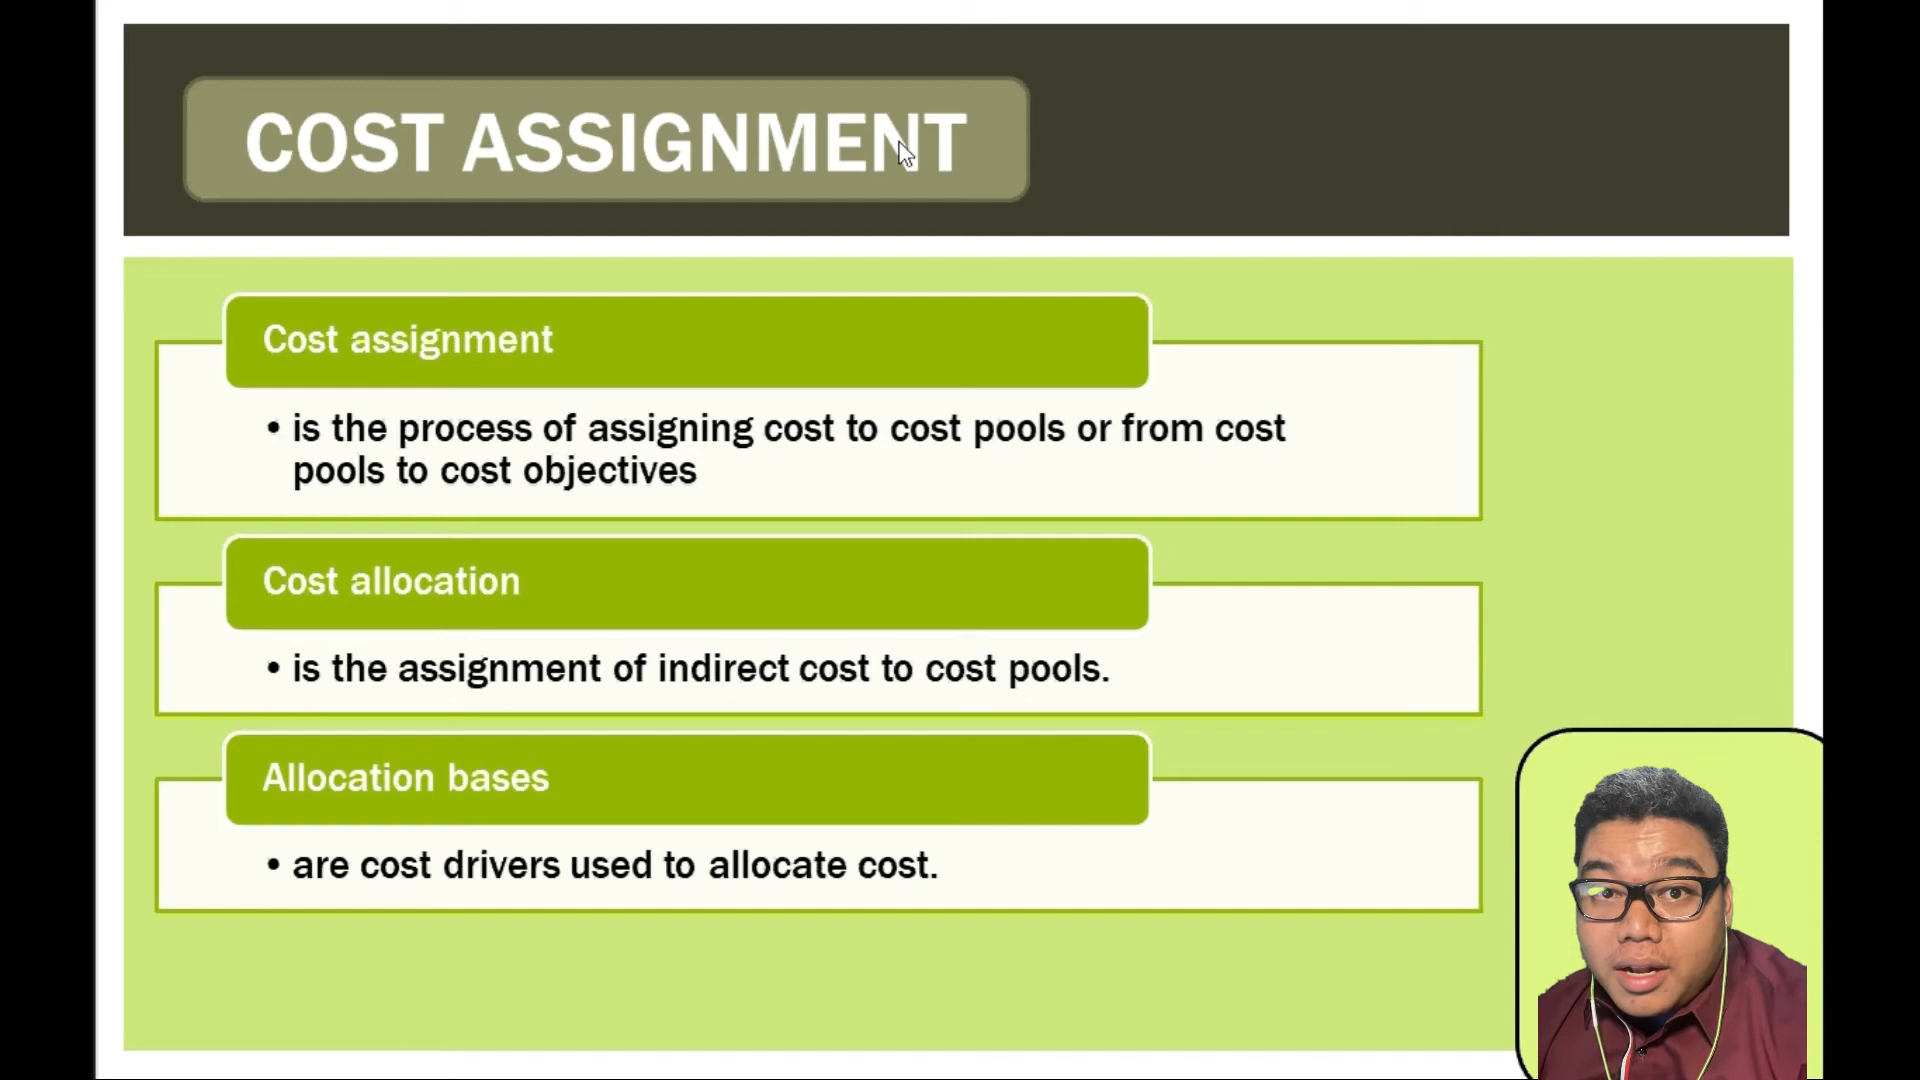 COST ASSIGNMENT
Cost assignment
• is the process of assigning cost to cost pools or from cost
pools to cost objectives
Cost allocation
• is the assignment of indirect cost to cost pools.
Allocation bases
• are cost drivers used to allocate cost.